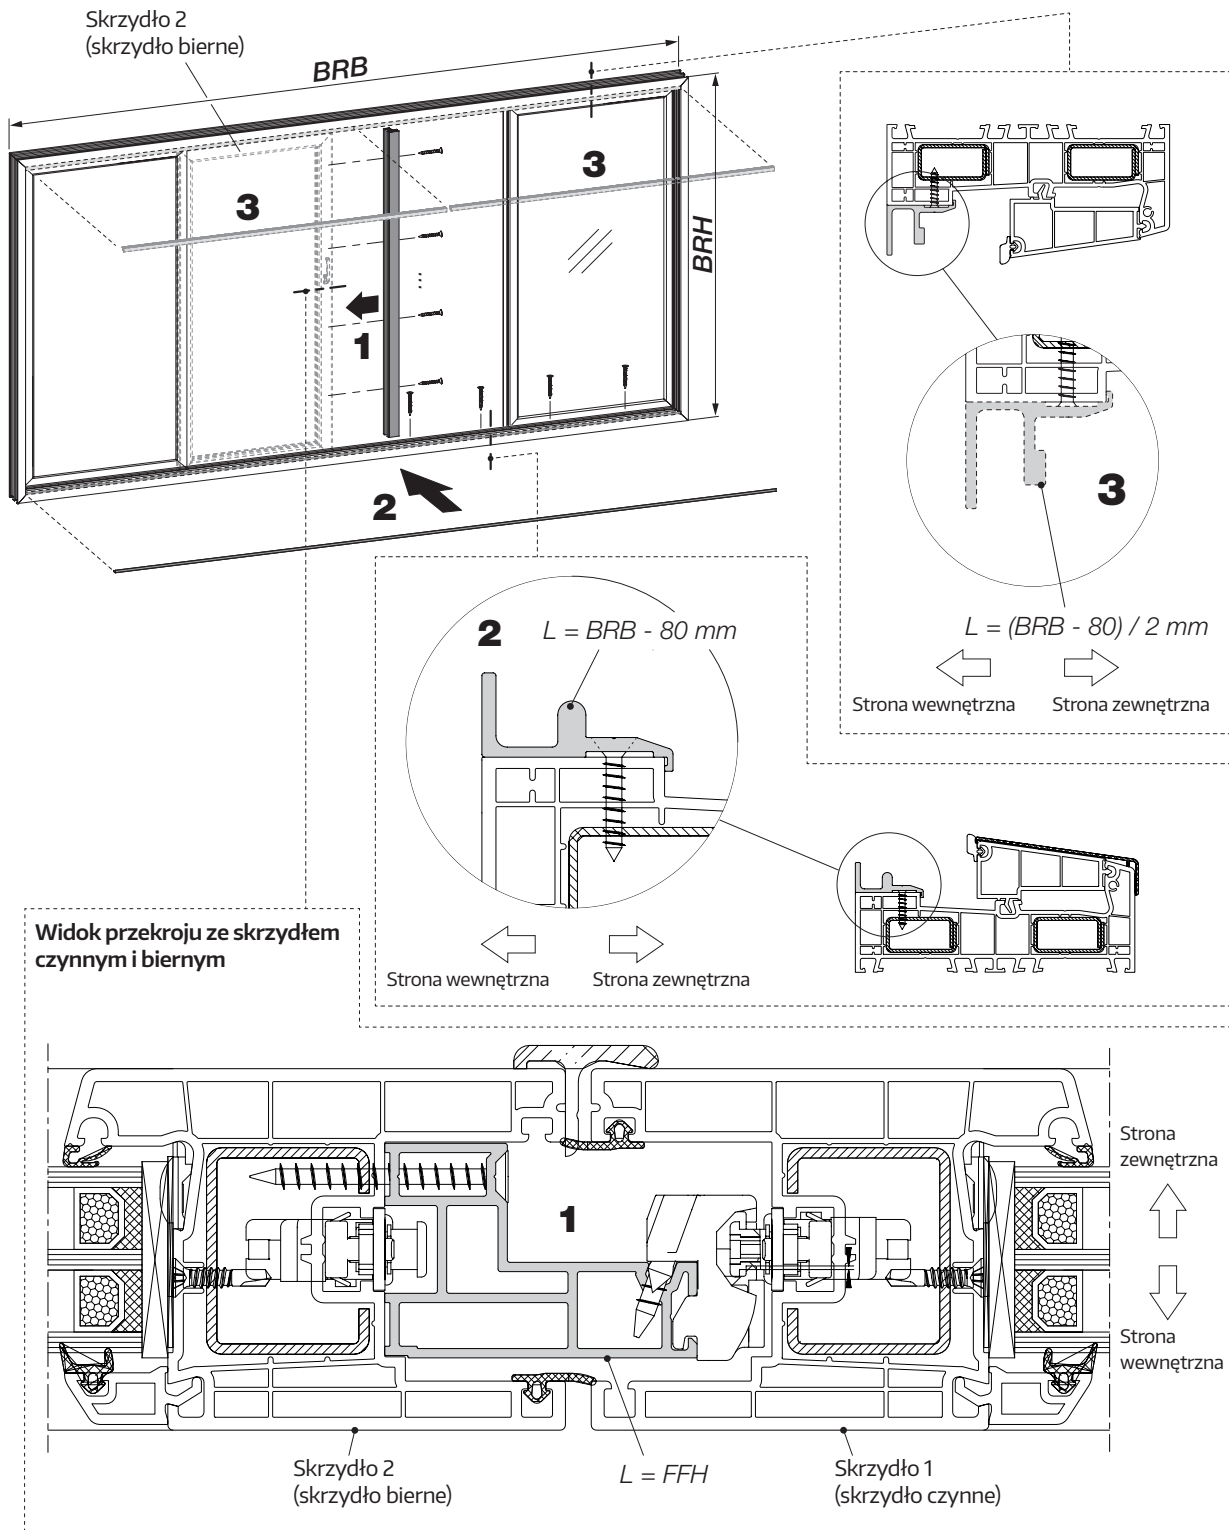 Skrzydło 2
(skrzydło bierne)
BRB
3
3
BRH
1
2
3
L = (BRB - 80) / 2 mm
Strona wewnętrzna
Strona zewnętrzna
2
L = BRB - 80 mm
Strona wewnętrzna
Strona zewnętrzna
Widok przekroju ze skrzydłem
czynnym i biernym
1
Strona
zewnętrzna
Strona
wewnętrzna
Skrzydło 2
(skrzydło bierne)
L = FFH
Skrzydło 1
(skrzydło czynne)